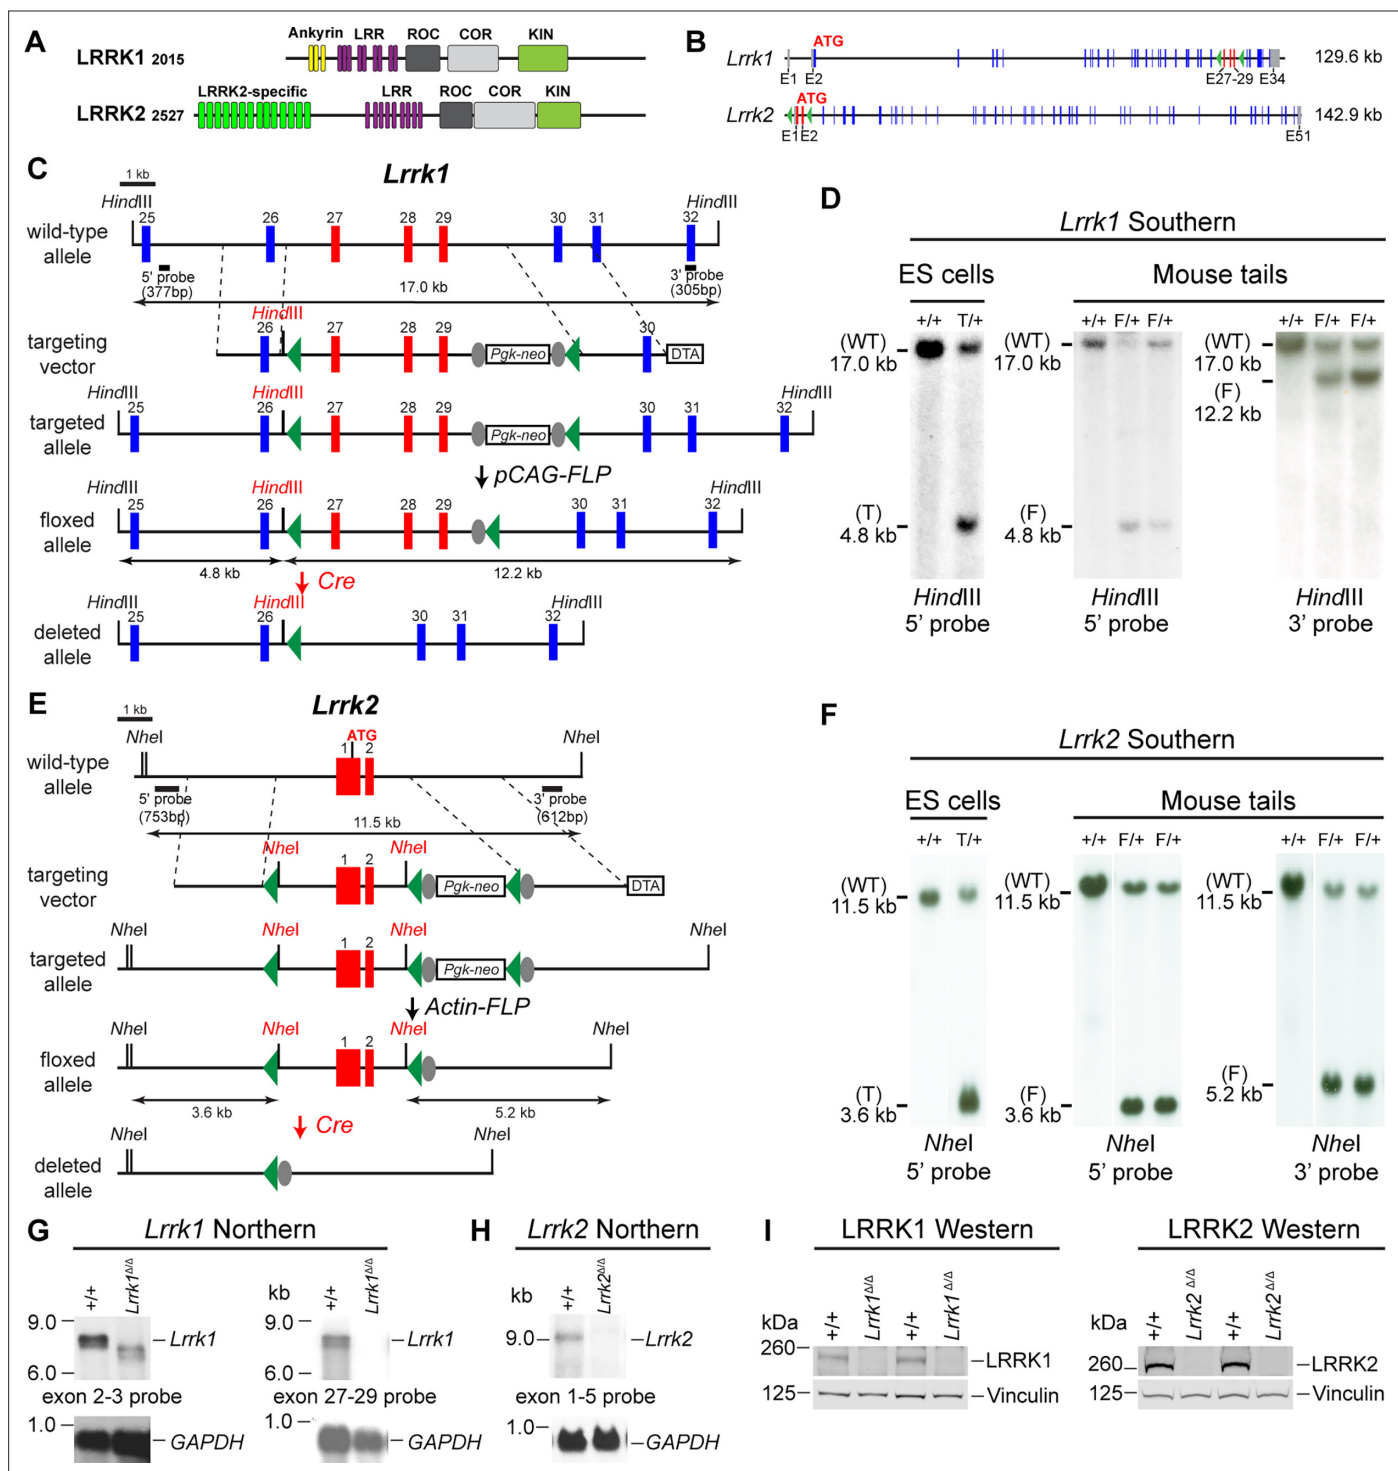 A
Ankyrin LRR ROC COR KIN
LRRK1 2015
LRRK2-specific LRR ROC COR KIN
LRRK2 2527
B
ATG
Lrrk1 129.6 kb
E1 E2 E27-29 E34
ATG
Lrrk2 142.9 kb
E1 E2 E51
C
Lrrk1
1 kb
HindIII HindIII
25 26 27 28 29 30 31 32
wild-type allele
5' probe (377bp) 3' probe (305bp)
17.0 kb
HindIII
26 27 28 29 30
targeting vector
Pgk-neo DTA
HindIII HindIII HindIII
25 26 27 28 29 30 31 32
targeted allele
Pgk-neo
pCAG-FLP
HindIII HindIII HindIII
25 26 27 28 29 30 31 32
floxed allele
4.8 kb 12.2 kb
Cre
HindIII HindIII HindIII
25 26 30 31 32
deleted allele
D
Lrrk1 Southern
ES cells Mouse tails
+/+ T/+ +/+ F/+ F/+ +/+ F/+ F/+
(WT) 17.0 kb (WT) 17.0 kb (WT) 17.0 kb
(F) 12.2 kb
(T) 4.8 kb (F) 4.8 kb
HindIII HindIII HindIII
5’ probe 5’ probe 3’ probe
E
Lrrk2
1 kb
NheI ATG NheI
1 2
wild-type allele
5' probe (753bp) 3' probe (612bp)
11.5 kb
NheI NheI
1 2
targeting vector
Pgk-neo DTA
NheI NheI NheI NheI
1 2
targeted allele
Pgk-neo
Actin-FLP
NheI NheI NheI NheI
1 2
floxed allele
3.6 kb 5.2 kb
Cre
NheI NheI
deleted allele
F
Lrrk2 Southern
ES cells Mouse tails
+/+ T/+ +/+ F/+ F/+ +/+ F/+ F/+
(WT) 11.5 kb (WT) 11.5 kb (WT) 11.5 kb
(F) 5.2 kb
(T) 3.6 kb (F) 3.6 kb
NheI NheI NheI
5’ probe 5’ probe 3’ probe
G
Lrrk1 Northern
+/+ Lrrk1Δ/Δ kb +/+ Lrrk1Δ/Δ
9.0 Lrrk1 9.0 Lrrk1
6.0 6.0
exon 2-3 probe exon 27-29 probe
1.0 GAPDH 1.0 GAPDH
H
Lrrk2 Northern
kb +/+ Lrrk2Δ/Δ
9.0 Lrrk2
exon 1-5 probe
1.0 GAPDH
I
LRRK1 Western LRRK2 Western
kDa +/+ Lrrk1Δ/Δ +/+ Lrrk1Δ/Δ
260 LRRK1
125 Vinculin
kDa +/+ Lrrk2Δ/Δ +/+ Lrrk2Δ/Δ
260 LRRK2
125 Vinculin